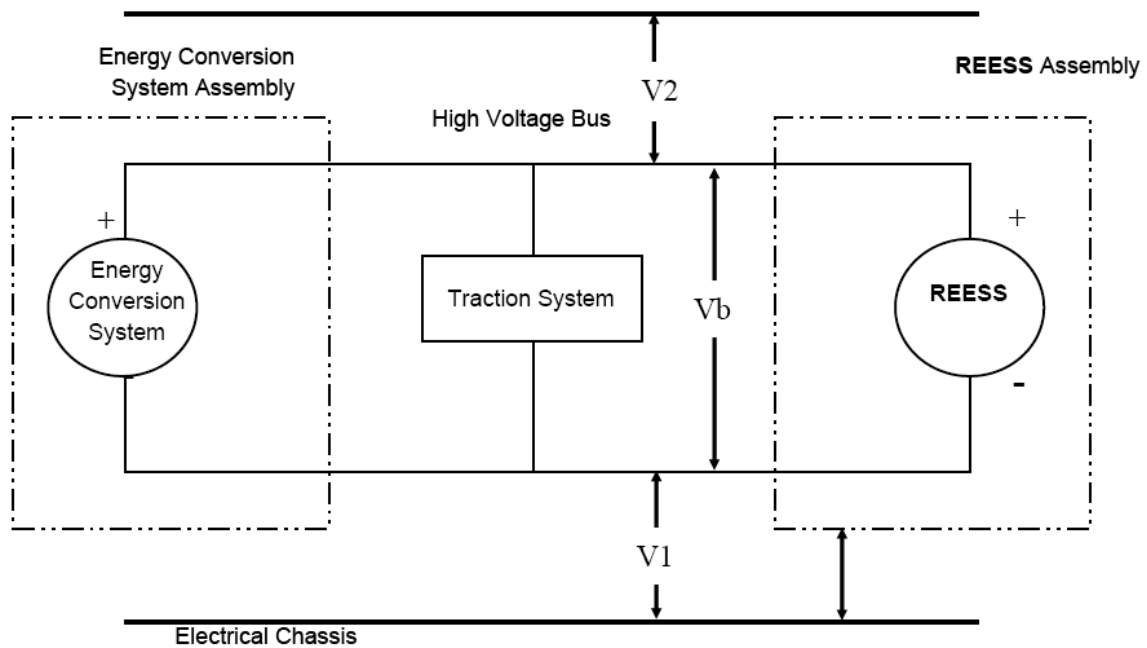 Energy Conversion
System Assembly
REESS Assembly
V2
High Voltage Bus
+
+
Energy
Conversion
System
Traction System
Vb
REESS
-
-
V1
Electrical Chassis